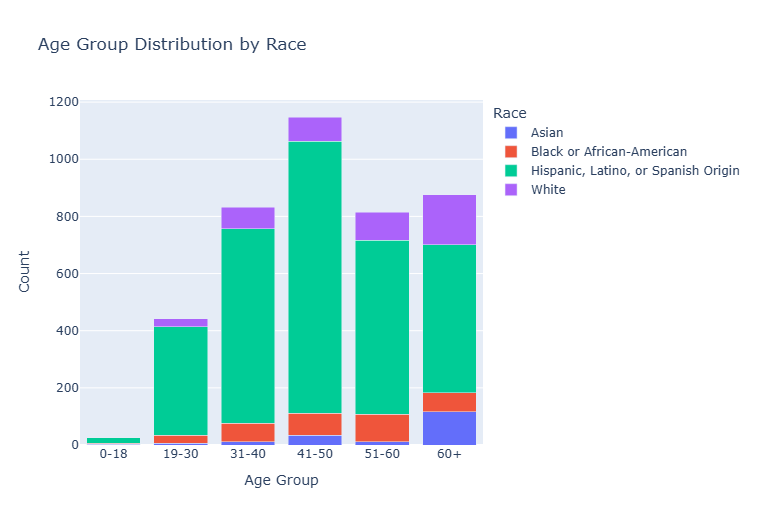 Age Group Distribution by Race
Race
Asian
Black or African-American
Hispanic, Latino, or Spanish Origin
White
1200
1000
800
600
400
200
0
Count
0-18 19-30 31-40 41-50 51-60 60+
Age Group